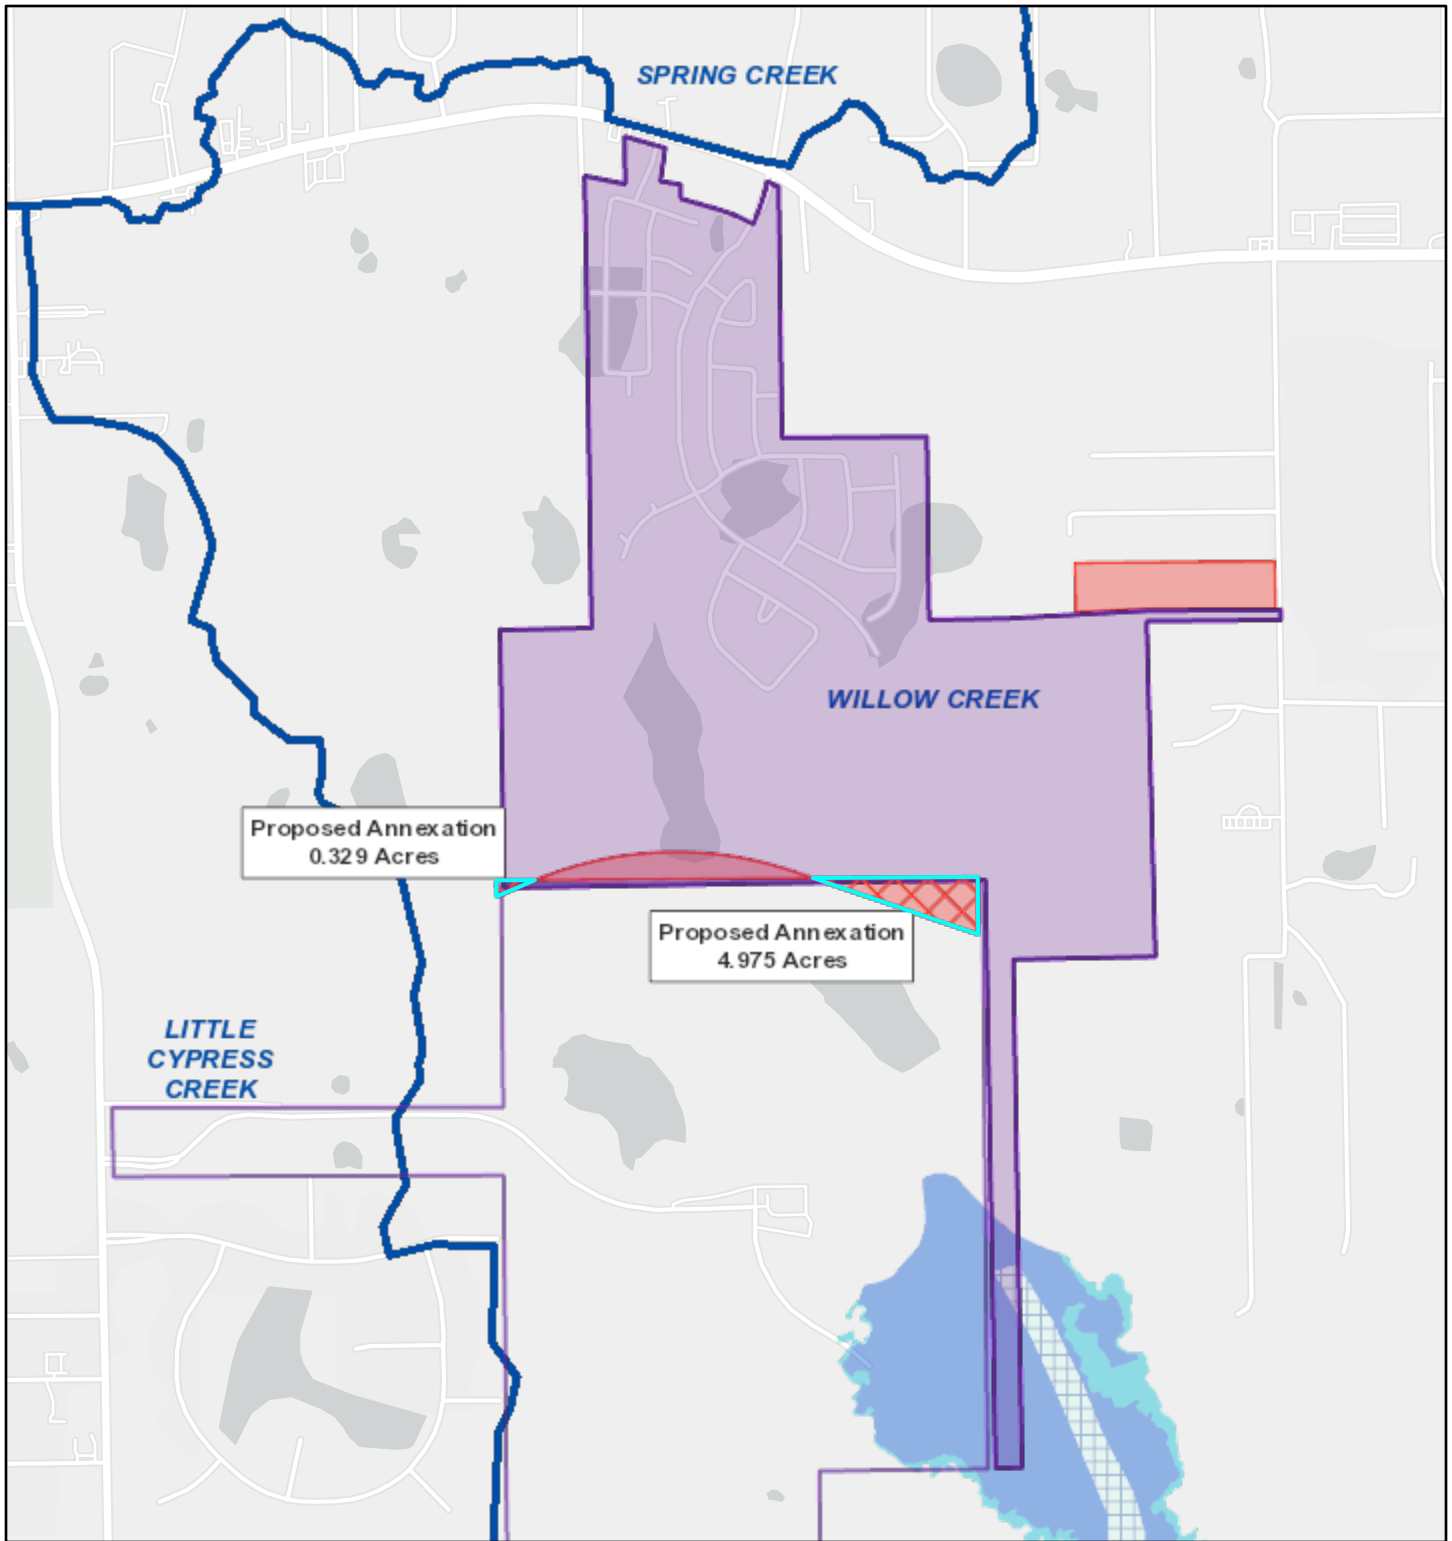 SPRING CREEK
WILLOW CREEK
Proposed Annexation
0.329 Acres
Proposed Annexation
4.975 Acres
LITTLE
CYPRESS
CREEK